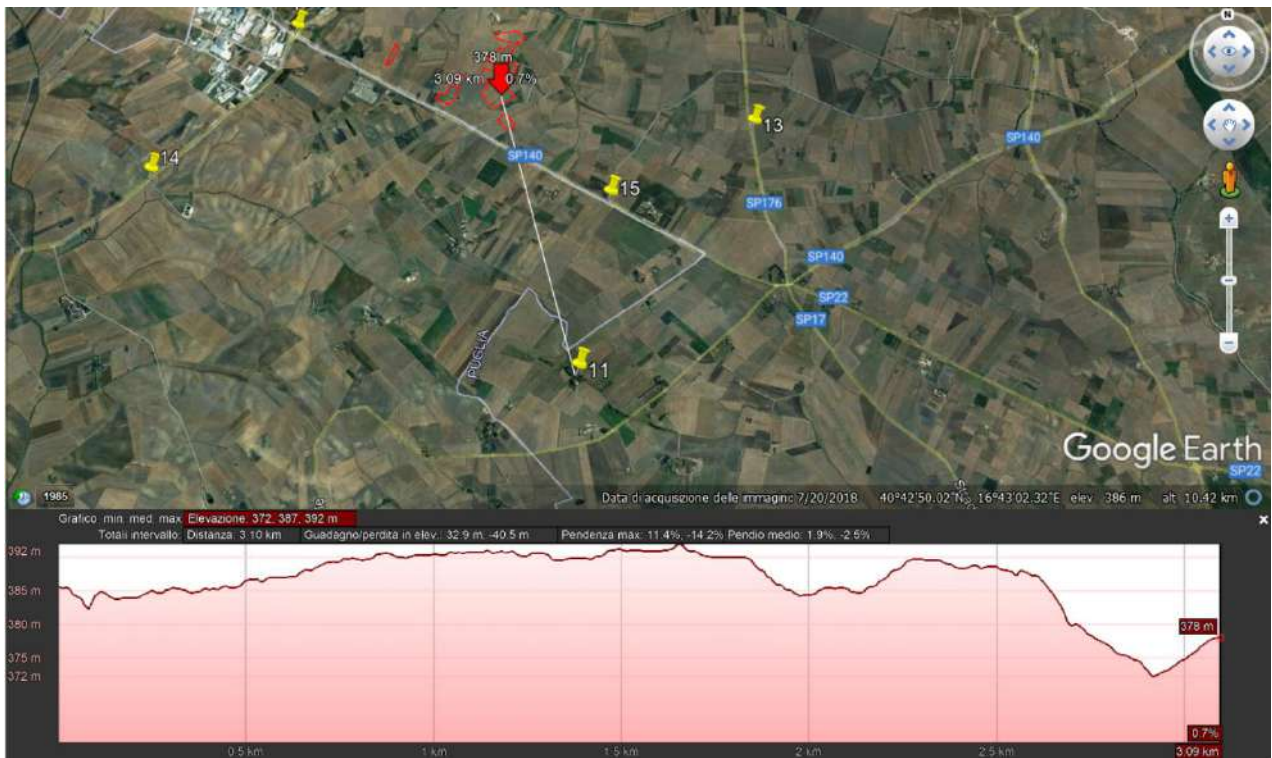 N
378 m
3.09 km 0.7%
13
SP140
SP140
14
15
SP176
SP140
SP22
SP17
PUGLIA
11
Google Earth
SP22
1985
Data di acquisizione delle immagini: 7/20/2018 40°42'50.02"N 16°43'02.32"E elev 386 m alt 10.42 km
Grafico: min, med, max Elevazione: 372, 387, 392 m
Totali intervallo: Distanza: 3.10 km Guadagno/perdita in elev.: 32.9 m, -40.5 m Pendenza max: 11.4%, -14.2% Pendio medio: 1.9%, -2.5%
392 m
385 m
380 m
378 m
375 m
372 m
0.7%
0.5 km 1 km 1.5 km 2 km 2.5 km 3.09 km